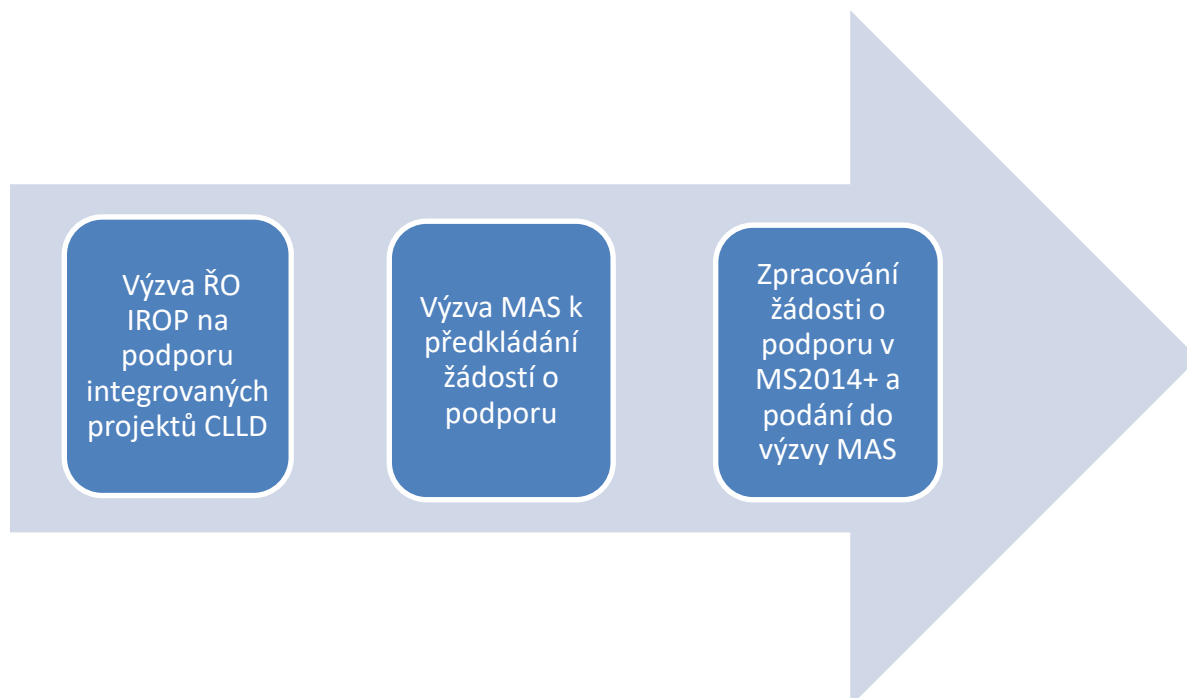 Výzva ŘO
IROP na
podporu
integrovaných
projektů CLLD
Výzva MAS k
předkládání
žádostí o
podporu
Zpracování
žádosti o
podporu v
MS2014+ a
podání do
výzvy MAS